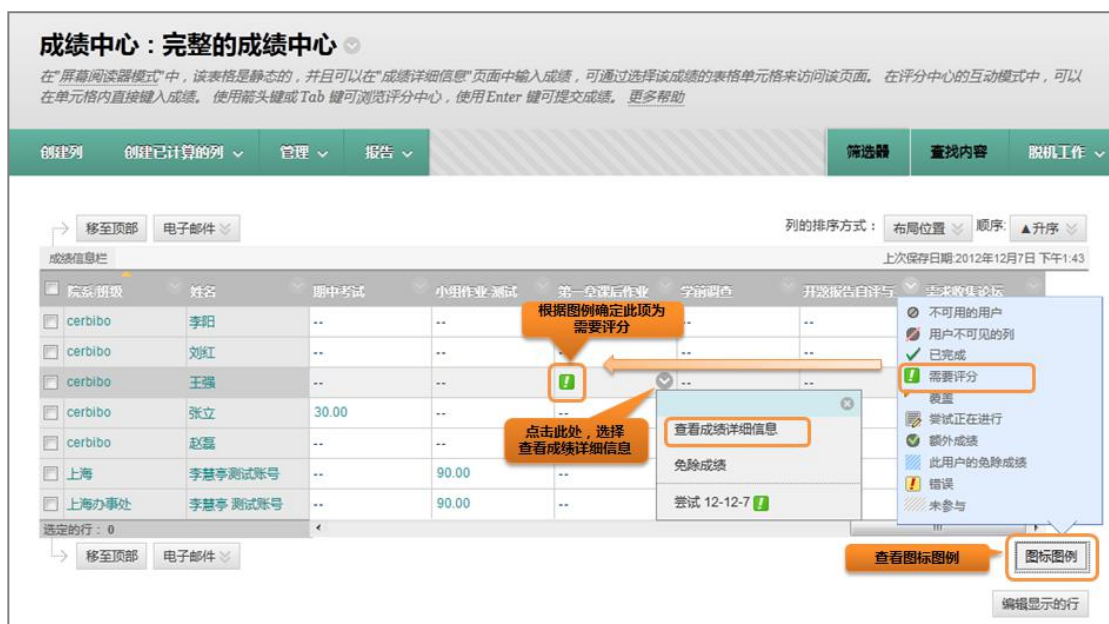 成绩中心：完整的成绩中心
在"屏幕阅读器模式"中，该表格是静态的，并且可以在"成绩详细信息"页面中输入成绩，可通过选择该成绩的表格单元格来访问该页面。 在评分中心的互动模式中，可以
在单元格内直接键入成绩。 使用箭头键或 Tab 键可浏览评分中心，使用 Enter 键可提交成绩。 更多帮助
创建列 创建已计算的列 管理 报告 筛选器 查找内容 脱机工作
移至顶部 电子邮件 列的排序方式： 布局位置 顺序: ▲升序
成绩信息栏 上次保存日期:2012年12月7日 下午1:43
院系/班级 姓名 期中考试 小组作业 测试 第一章课后作业 学前调查 开题报告自评与 需求收集论坛
根据图例确定此项为
需要评分
cerbibo 李阳 -- -- --
cerbibo 刘红 -- -- -- -- --
cerbibo 王强 -- -- -- --
cerbibo 张立 30.00 -- --
cerbibo 赵磊 -- --
上海 李慧亭测试账号 -- 90.00 --
上海办事处 李慧亭 测试账号 -- 90.00 --
点击此处，选择
查看成绩详细信息
查看成绩详细信息
免除成绩
尝试 12-12-7
不可用的用户
用户不可见的列
已完成
需要评分
覆盖
尝试正在进行
额外成绩
此用户的免除成绩
错误
未参与
选定的行： 0
移至顶部 电子邮件 查看图标图例 图标图例
编辑显示的行